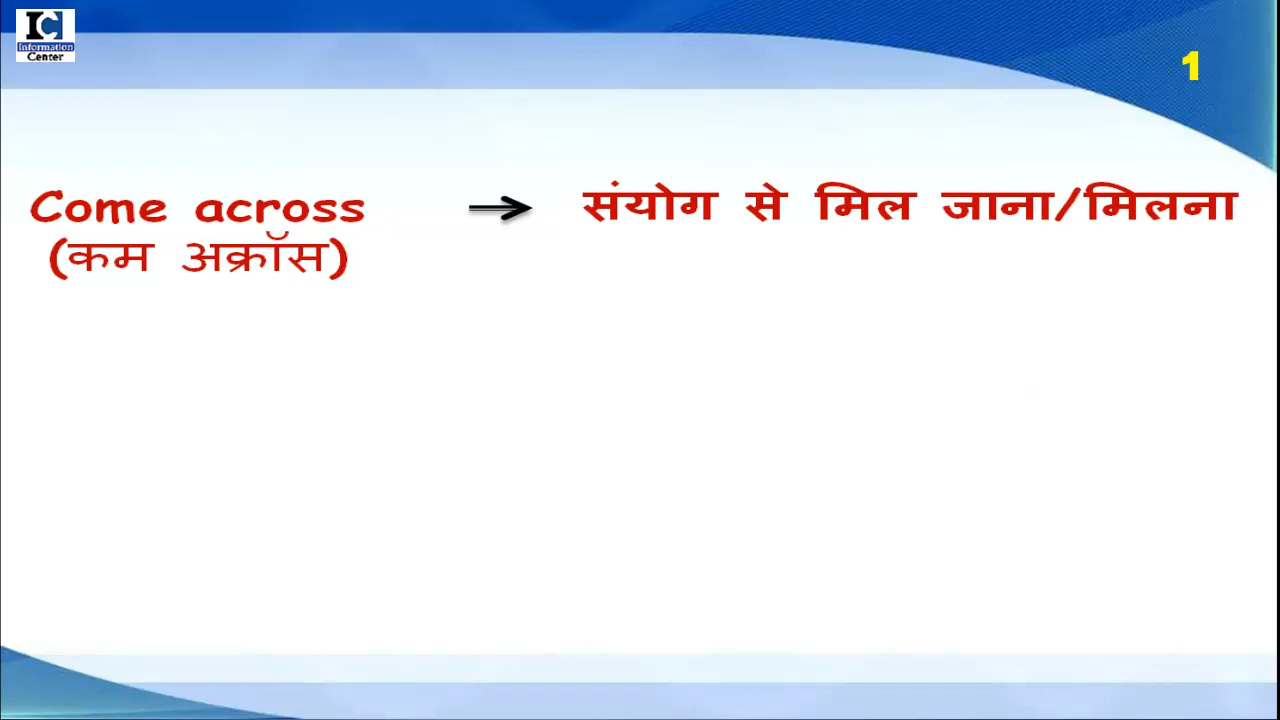 IC
Information
Center
1
Come across → संयोग से मिल जाना/मिलना
(कम अक्रॉस)